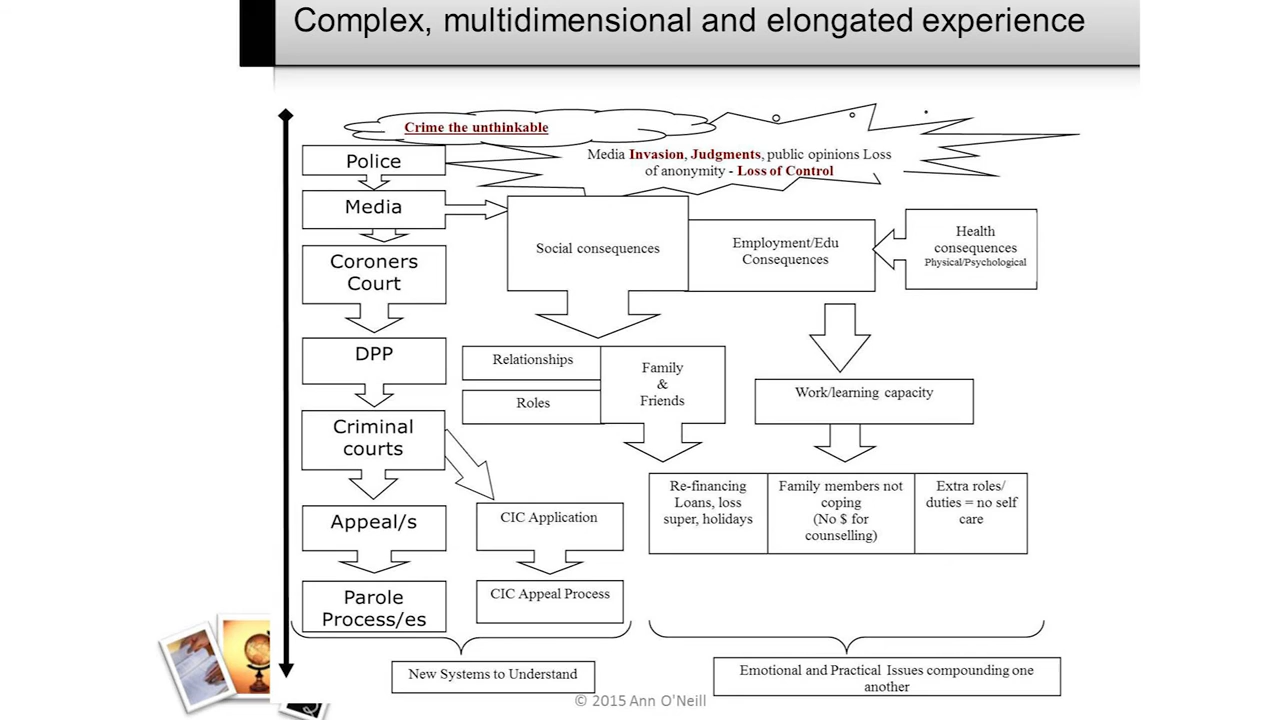 Complex, multidimensional and elongated experience
Crime the unthinkable
Media Invasion, Judgments, public opinions Loss
of anonymity - Loss of Control
Police
Media
Coroners
Court
DPP
Criminal
courts
Appeal/s
Parole
Process/es
Social consequences
Employment/Edu
Consequences
Health
consequences
Physical/Psychological
Relationships
Roles
Family
&
Friends
Work/learning capacity
CIC Application
CIC Appeal Process
Re-financing
Loans, loss
super, holidays
Family members not
coping
(No $ for
counselling)
Extra roles/
duties = no self
care
New Systems to Understand
Emotional and Practical Issues compounding one
another
© 2015 Ann O'Neill